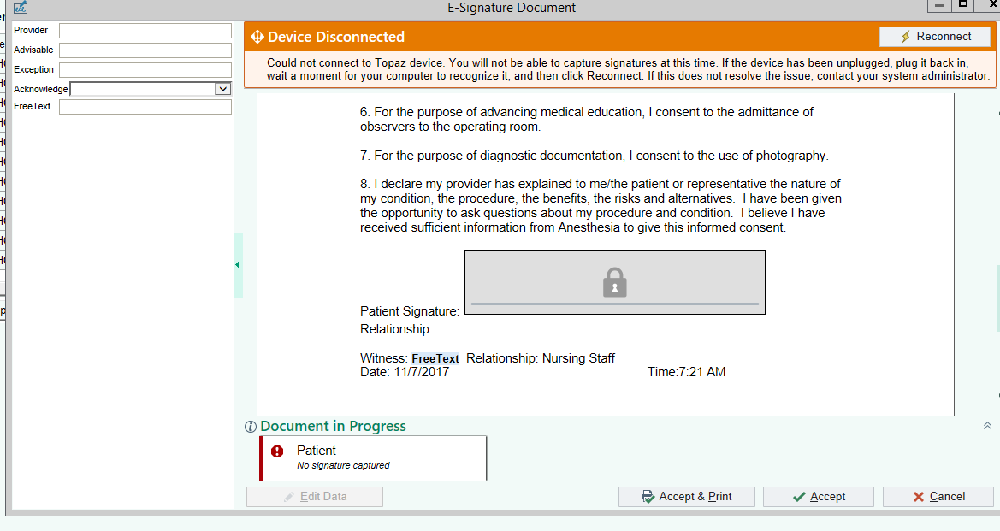 E-Signature Document
Provider
Advisable
Exception
Acknowledge
FreeText
Device Disconnected
Reconnect
Could not connect to Topaz device. You will not be able to capture signatures at this time. If the device has been unplugged, plug it back in,
wait a moment for your computer to recognize it, and then click Reconnect. If this does not resolve the issue, contact your system administrator.
6. For the purpose of advancing medical education, I consent to the admittance of
observers to the operating room.
7. For the purpose of diagnostic documentation, I consent to the use of photography.
8. I declare my provider has explained to me/the patient or representative the nature of
my condition, the procedure, the benefits, the risks and alternatives.  I have been given
the opportunity to ask questions about my procedure and condition.  I believe I have
received sufficient information from Anesthesia to give this informed consent.
Patient Signature:
Relationship:
Witness: FreeText  Relationship: Nursing Staff
Date: 11/7/2017 Time:7:21 AM
Document in Progress
Patient
No signature captured
Edit Data
Accept & Print
Accept
Cancel